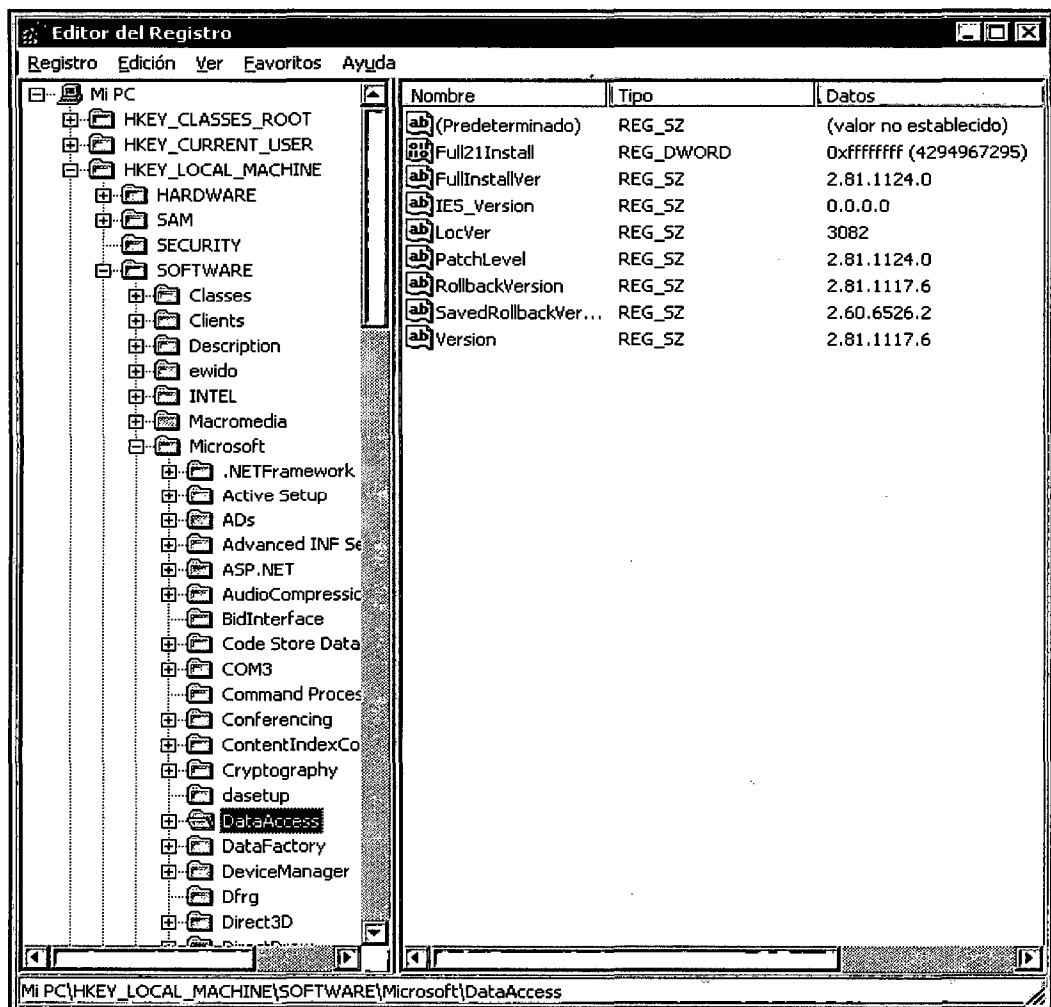 Editor del Registro
Registro Edición Ver Favoritos Ayuda
Mi PC
HKEY_CLASSES_ROOT
HKEY_CURRENT_USER
HKEY_LOCAL_MACHINE
HARDWARE
SAM
SECURITY
SOFTWARE
Classes
Clients
Description
ewido
INTEL
Macromedia
Microsoft
.NETFramework
Active Setup
ADs
Advanced INF Se
ASP.NET
AudioCompressic
BidInterface
Code Store Data
COM3
Command Proces
Conferencing
ContentIndexCo
Cryptography
dasetup
DataAccess
DataFactory
DeviceManager
Dfrg
Direct3D
Nombre Tipo Datos
(Predeterminado) REG_SZ (valor no establecido)
Full21Install REG_DWORD 0xffffffff (4294967295)
FullInstallVer REG_SZ 2.81.1124.0
IE5_Version REG_SZ 0.0.0.0
LocVer REG_SZ 3082
PatchLevel REG_SZ 2.81.1124.0
RollbackVersion REG_SZ 2.81.1117.6
SavedRollbackVer... REG_SZ 2.60.6526.2
Version REG_SZ 2.81.1117.6
Mi PC\HKEY_LOCAL_MACHINE\SOFTWARE\Microsoft\DataAccess